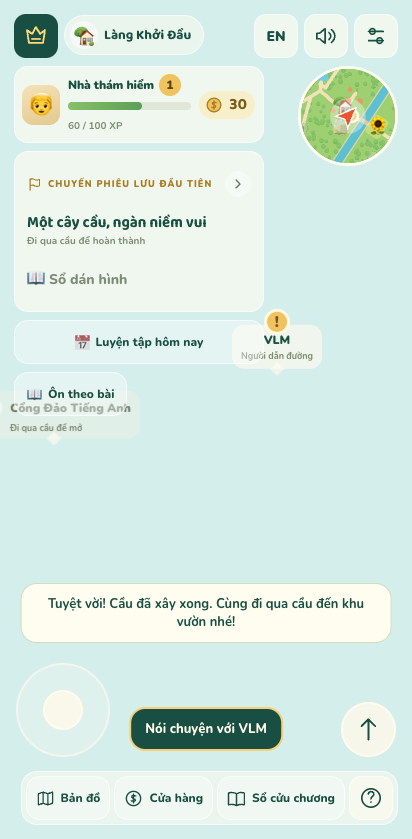 Làng Khởi Đầu
EN
Nhà thám hiểm 1
30
60 / 100 XP
CHUYẾN PHIÊU LƯU ĐẦU TIÊN
Một cây cầu, ngàn niềm vui
Đi qua cầu để hoàn thành
Sổ dán hình
Luyện tập hôm nay
!
VLM
Người dẫn đường
Ôn theo bài
Cổng Đảo Tiếng Anh
Đi qua cầu để mở
Tuyệt vời! Cầu đã xây xong. Cùng đi qua cầu đến khu
vườn nhé!
Nói chuyện với VLM
Bản đồ
Cửa hàng
Sổ cửu chương
?